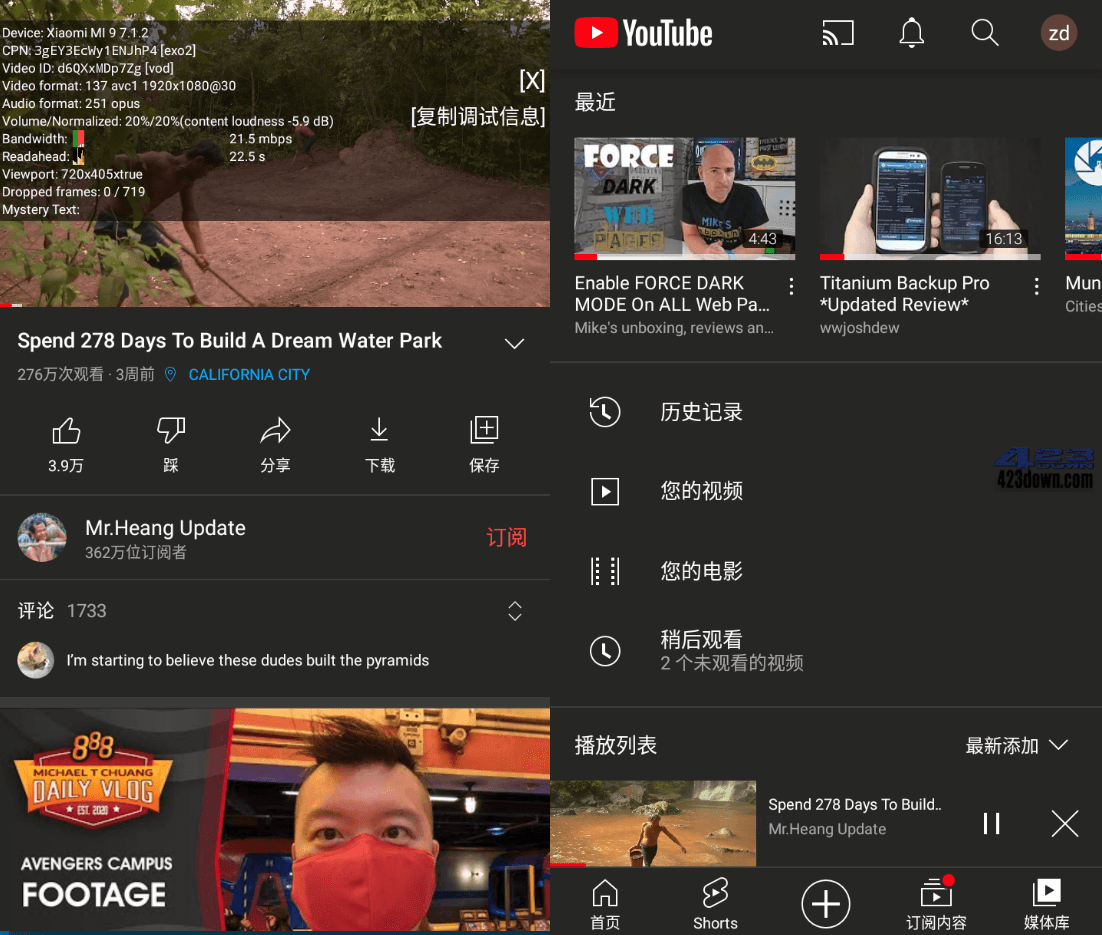 Device: Xiaomi MI 9 7.1.2
CPN: 3gEY3EcWy1ENJhP4 [exo2]
Video ID: d6QXxMDp7Zg [vod]
Video format: 137 avc1 1920x1080@30
Audio format: 251 opus
Volume/Normalized: 20%/20%(content loudness -5.9 dB)
Bandwidth: 21.5 mbps
Readahead: 22.5 s
Viewport: 720x405xtrue
Dropped frames: 0 / 719
Mystery Text:
[X]
[复制调试信息]
Spend 278 Days To Build A Dream Water Park
276万次观看 · 3周前 CALIFORNIA CITY
3.9万 踩 分享 下载 保存
Mr.Heang Update
362万位订阅者
订阅
评论 1733
I'm starting to believe these dudes built the pyramids
888
MICHAEL T CHUANG
DAILY VLOG
EST. 2020
AVENGERS CAMPUS
FOOTAGE
YouTube
zd
最近
FORCE
DARK
WEB
PAGES
4:43
Enable FORCE DARK
MODE On ALL Web Pa...
Mike's unboxing, reviews an...
16:13
Titanium Backup Pro
*Updated Review*
wwjoshdew
Mun
Cities
历史记录
您的视频
您的电影
稍后观看
2 个未观看的视频
423
423down.com
播放列表
最新添加
Spend 278 Days To Build..
Mr.Heang Update
首页 Shorts 订阅内容 媒体库